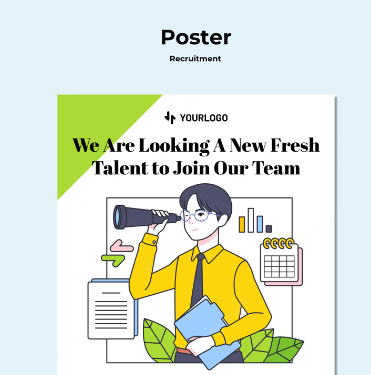 Poster
Recruitment
YOURLOGO
We Are Looking A New Fresh
Talent to Join Our Team